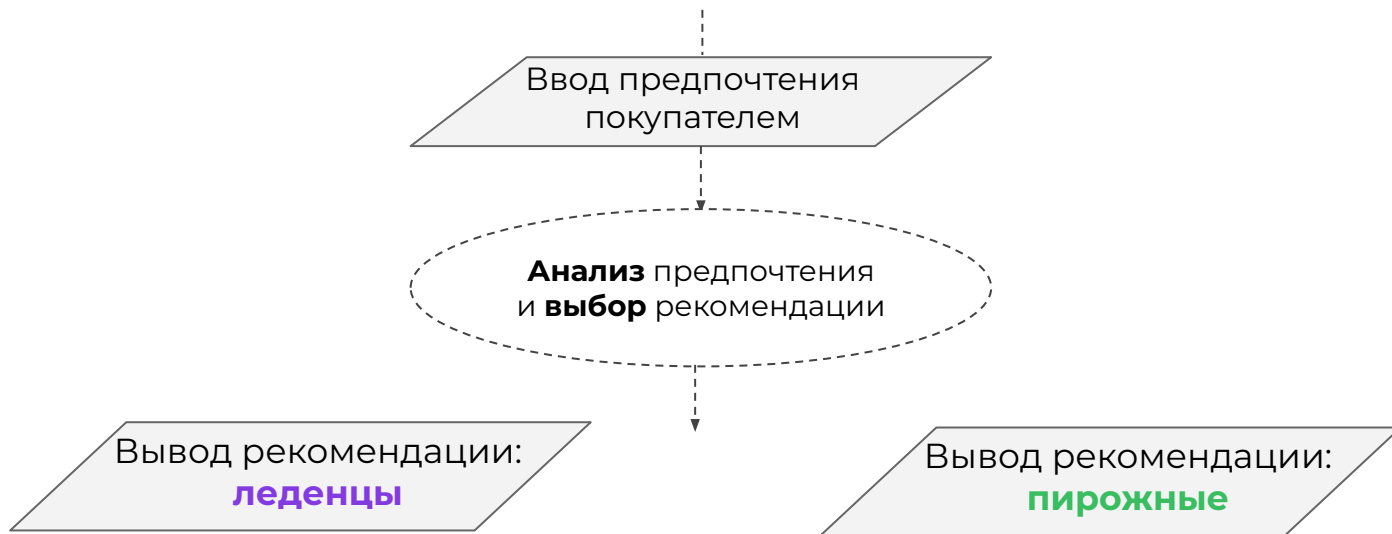 Ввод предпочтения
покупателем
Анализ предпочтения
и выбор рекомендации
Вывод рекомендации:
леденцы
Вывод рекомендации:
пирожные